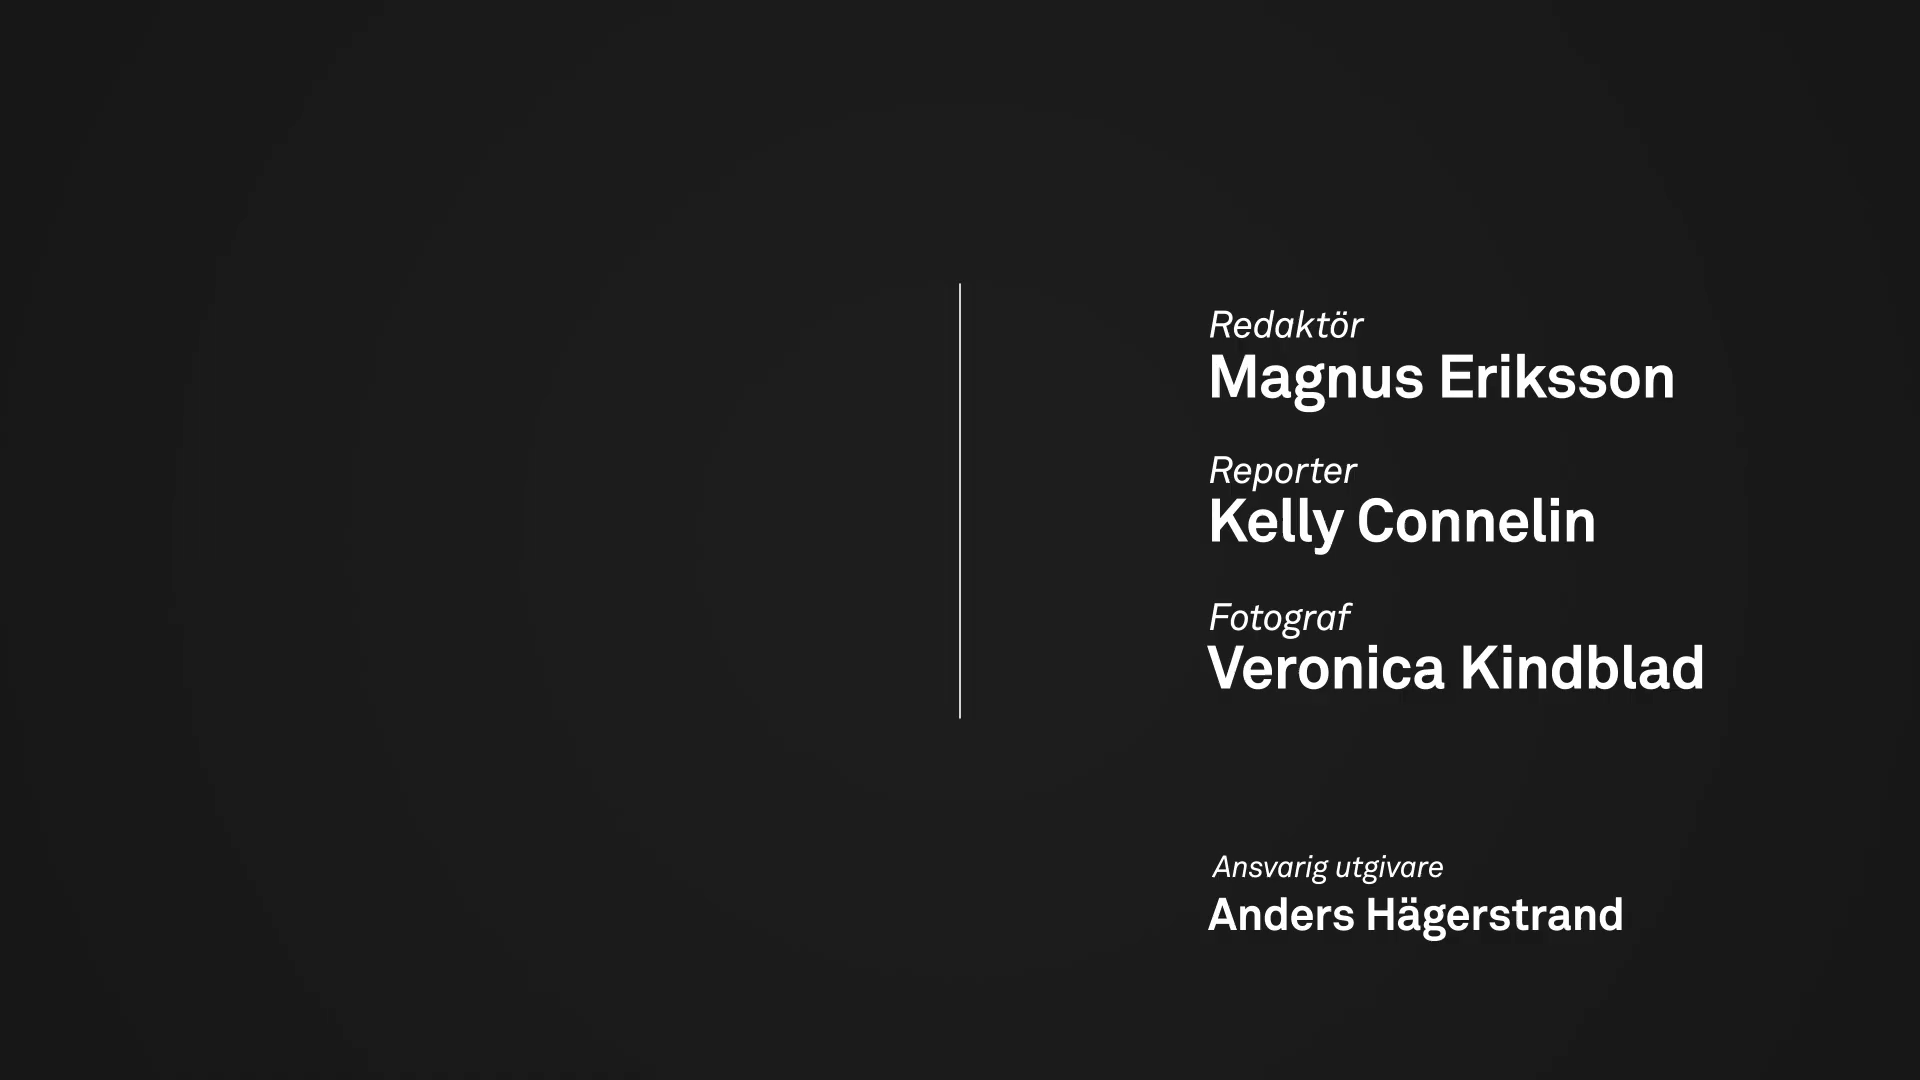 Redaktör
Magnus Eriksson
Reporter
Kelly Connelin
Fotograf
Veronica Kindblad
Ansvarig utgivare
Anders Hägerstrand